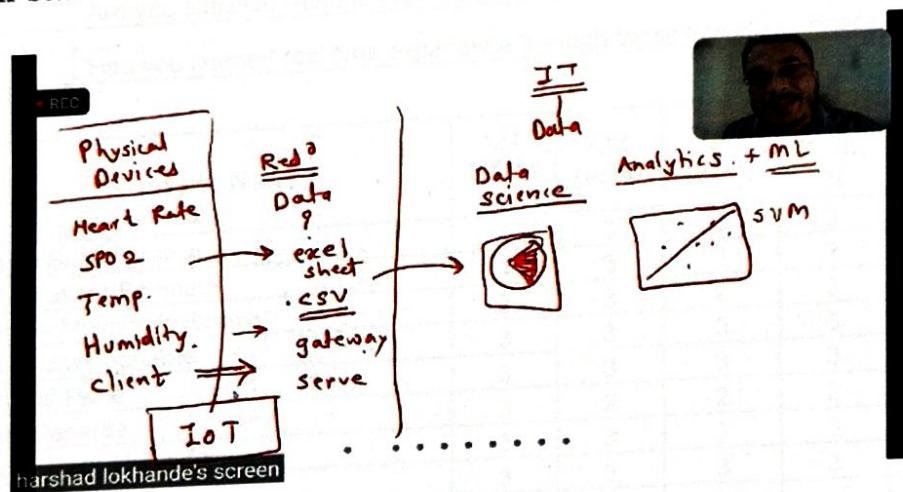 REC
Physical
Devices
Heart Rate
SPO2
Temp.
Humidity.
Client
IoT
Data
excel
sheet
.CSV
gateway
serve
IT
Data
Data
science
Analytics. + ML
SVM
harshad lokhande's screen